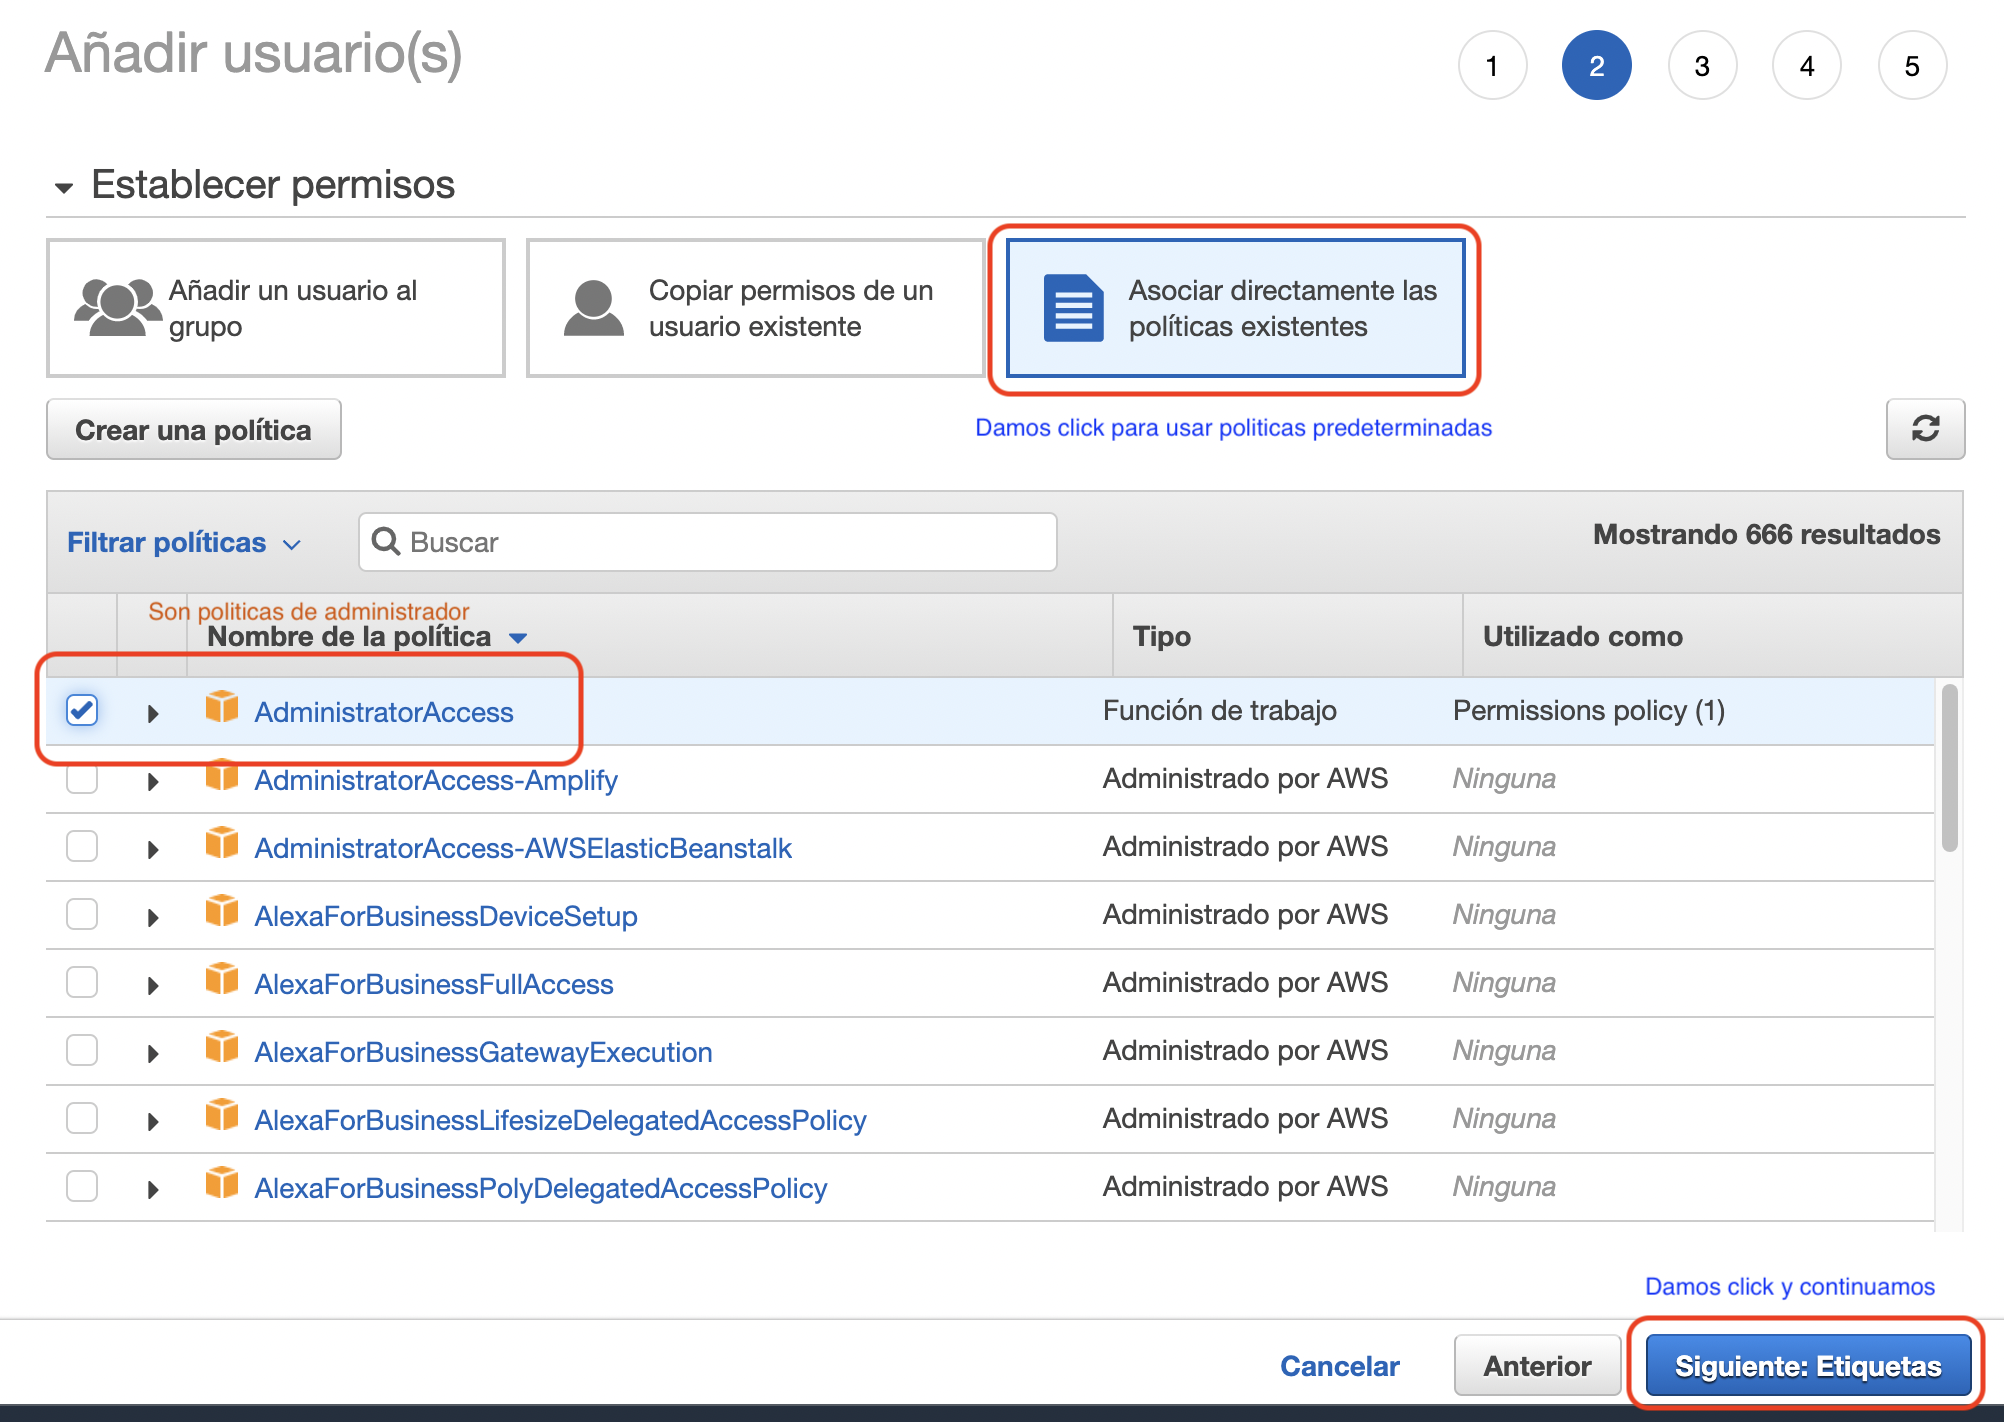 Añadir usuario(s)
1 2 3 4 5
Establecer permisos
Añadir un usuario al
grupo
Copiar permisos de un
usuario existente
Asociar directamente las
políticas existentes
Crear una política
Damos click para usar politicas predeterminadas
Filtrar políticas
Buscar
Mostrando 666 resultados
Son politicas de administrador
Nombre de la política Tipo Utilizado como
AdministratorAccess Función de trabajo Permissions policy (1)
AdministratorAccess-Amplify Administrado por AWS Ninguna
AdministratorAccess-AWSElasticBeanstalk Administrado por AWS Ninguna
AlexaForBusinessDeviceSetup Administrado por AWS Ninguna
AlexaForBusinessFullAccess Administrado por AWS Ninguna
AlexaForBusinessGatewayExecution Administrado por AWS Ninguna
AlexaForBusinessLifesizeDelegatedAccessPolicy Administrado por AWS Ninguna
AlexaForBusinessPolyDelegatedAccessPolicy Administrado por AWS Ninguna
Damos click y continuamos
Cancelar Anterior Siguiente: Etiquetas